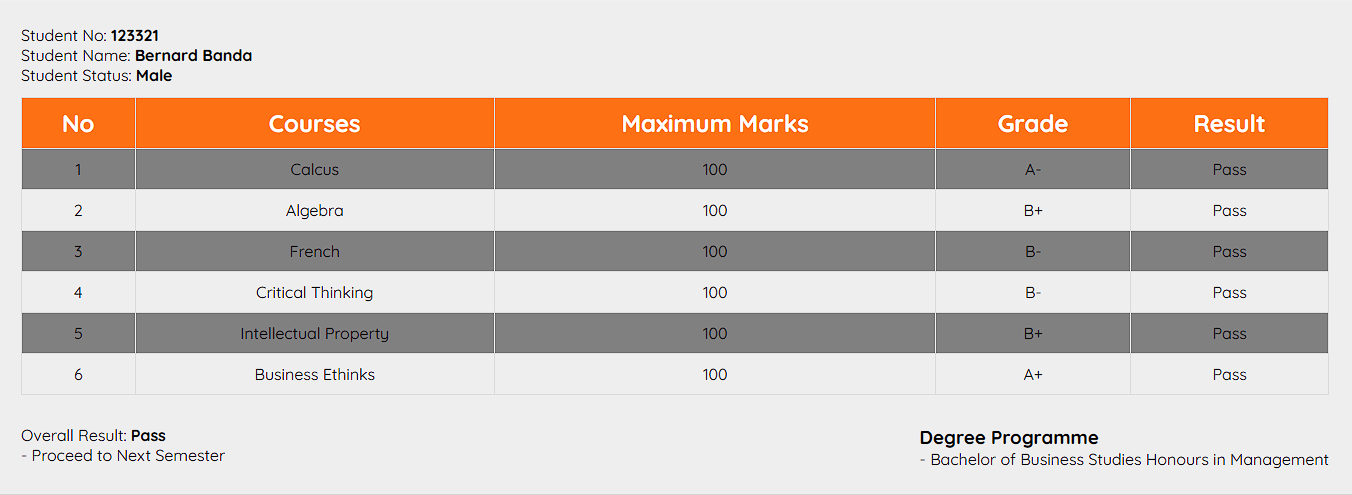 Student No: 123321
Student Name: Bernard Banda
Student Status: Male
No Courses Maximum Marks Grade Result
1 Calcus 100 A- Pass
2 Algebra 100 B+ Pass
3 French 100 B- Pass
4 Critical Thinking 100 B- Pass
5 Intellectual Property 100 B+ Pass
6 Business Ethinks 100 A+ Pass
Overall Result: Pass
- Proceed to Next Semester
Degree Programme
- Bachelor of Business Studies Honours in Management